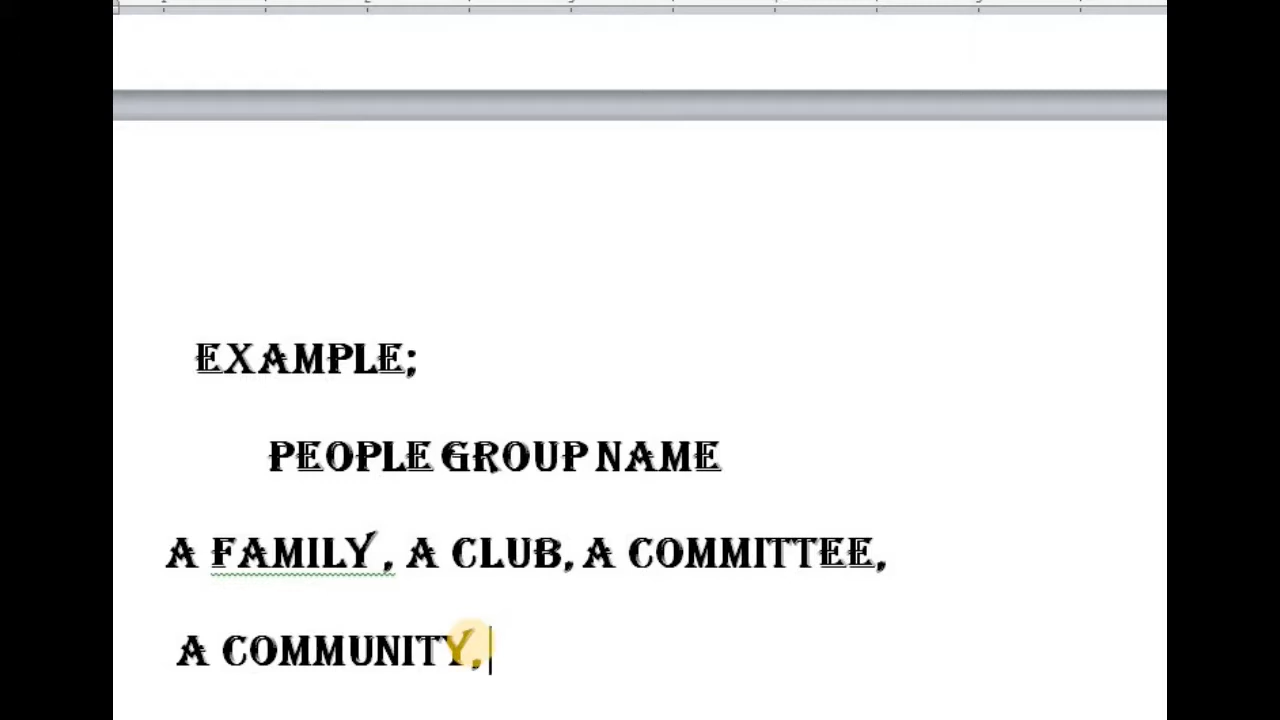 EXAMPLE;
PEOPLE GROUP NAME
A FAMILY , A CLUB, A COMMITTEE,
A COMMUNITY,